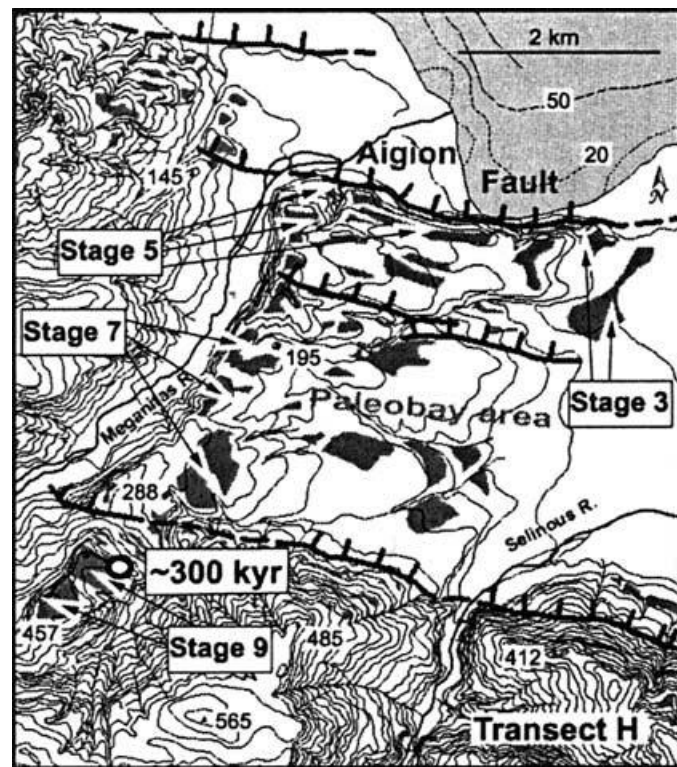 2 km
50
20
N
Aigion
Fault
145
Stage 5
Stage 7
195
Meganitas R.
Paleobay area
Stage 3
288
Selinous R.
~300 kyr
457
Stage 9
485
412
565
Transect H